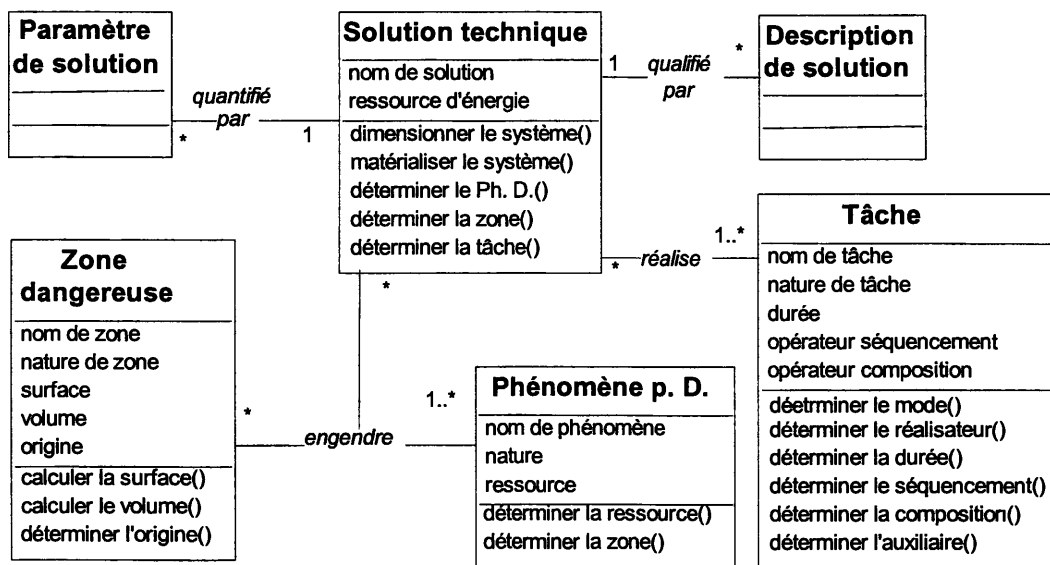 Paramètre
de solution
quantifié
par
*
1
Solution technique
nom de solution
ressource d'énergie
dimensionner le système()
matérialiser le système()
déterminer le Ph. D.()
déterminer la zone()
déterminer la tâche()
1
qualifié
par
*
Description
de solution
*
réalise
1..*
Tâche
nom de tâche
nature de tâche
durée
opérateur séquencement
opérateur composition
déetrminer le mode()
déterminer le réalisateur()
déterminer la durée()
déterminer le séquencement()
déterminer la composition()
déterminer l'auxiliaire()
Zone
dangereuse
nom de zone
nature de zone
surface
volume
origine
calculer la surface()
calculer le volume()
déterminer l'origine()
*
*
engendre
1..*
Phénomène p. D.
nom de phénomène
nature
ressource
déterminer la ressource()
déterminer la zone()